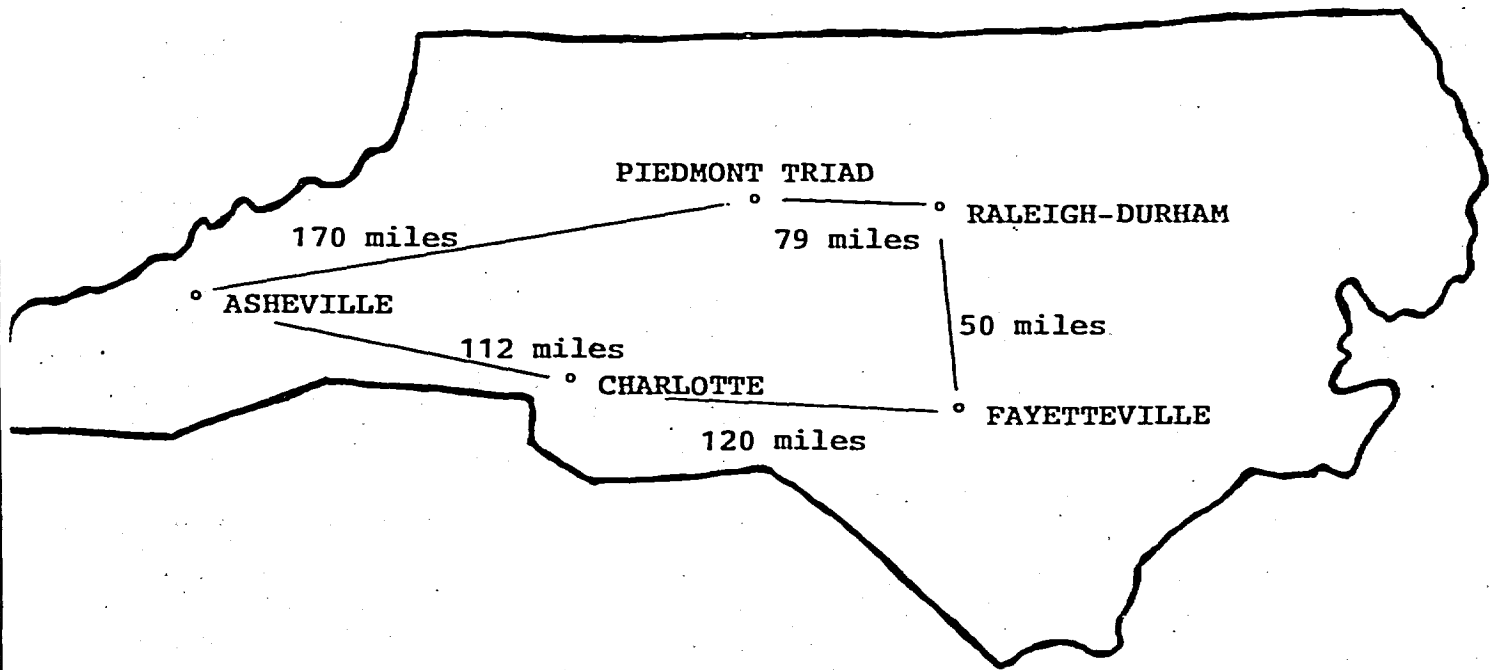 PIEDMONT TRIAD
RALEIGH-DURHAM
170 miles
79 miles
ASHEVILLE
50 miles
112 miles
CHARLOTTE
FAYETTEVILLE
120 miles